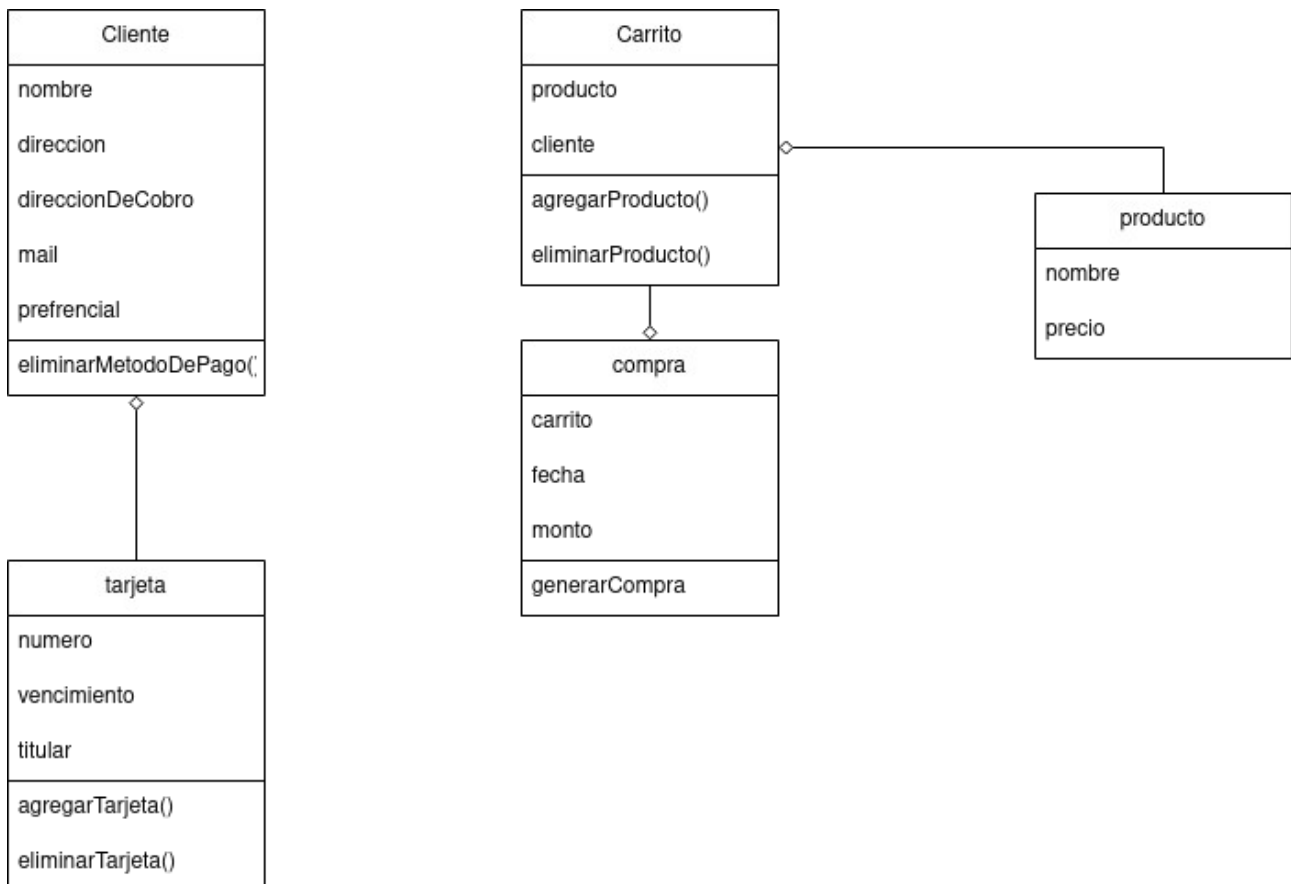 Cliente
nombre
direccion
direccionDeCobro
mail
prefrencial
eliminarMetodoDePago()
tarjeta
numero
vencimiento
titular
agregarTarjeta()
eliminarTarjeta()
Carrito
producto
cliente
agregarProducto()
eliminarProducto()
compra
carrito
fecha
monto
generarCompra
producto
nombre
precio